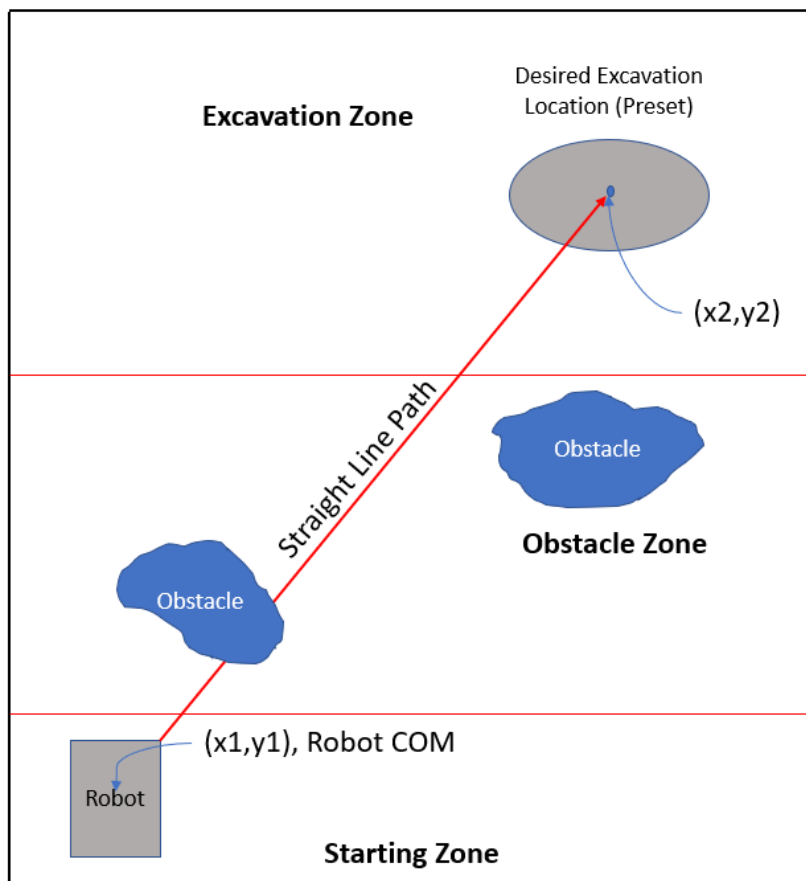 Desired Excavation
Location (Preset)
Excavation Zone
(x2,y2)
Straight Line Path
Obstacle
Obstacle Zone
Obstacle
(x1,y1), Robot COM
Robot
Starting Zone